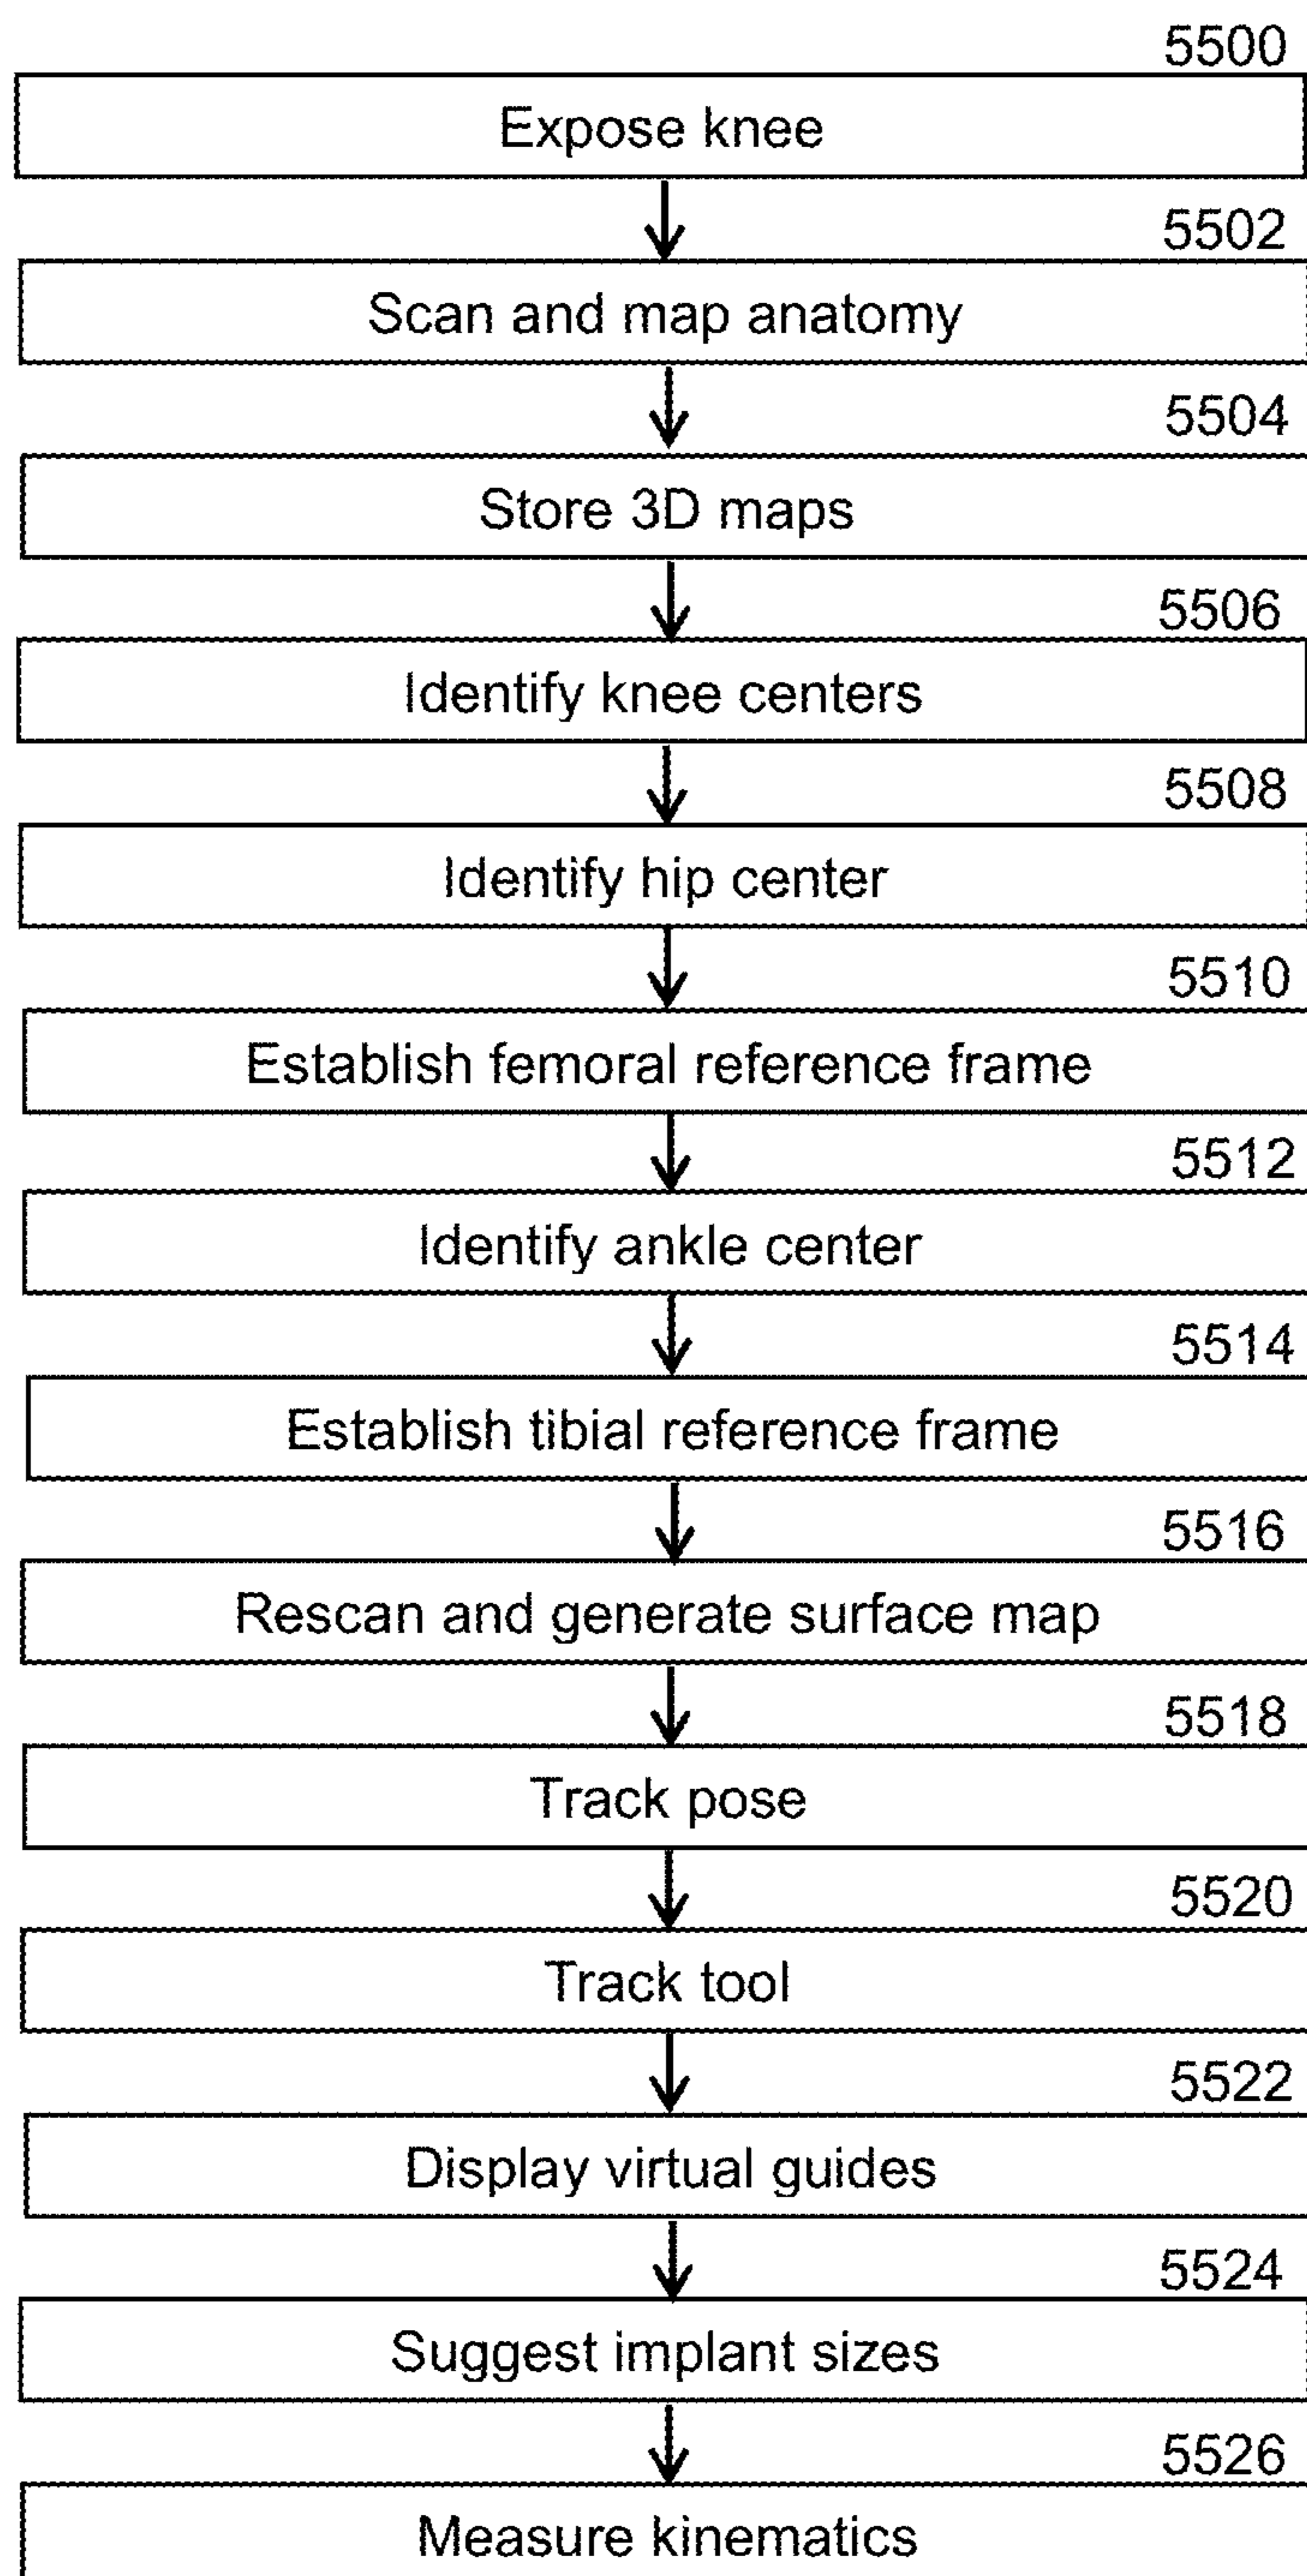 5500
Expose knee
5502
Scan and map anatomy
5504
Store 3D maps
5506
Identify knee centers
5508
Identify hip center
5510
Establish femoral reference frame
5512
Identify ankle center
5514
Establish tibial reference frame
5516
Rescan and generate surface map
5518
Track pose
5520
Track tool
5522
Display virtual guides
5524
Suggest implant sizes
5526
Measure kinematics